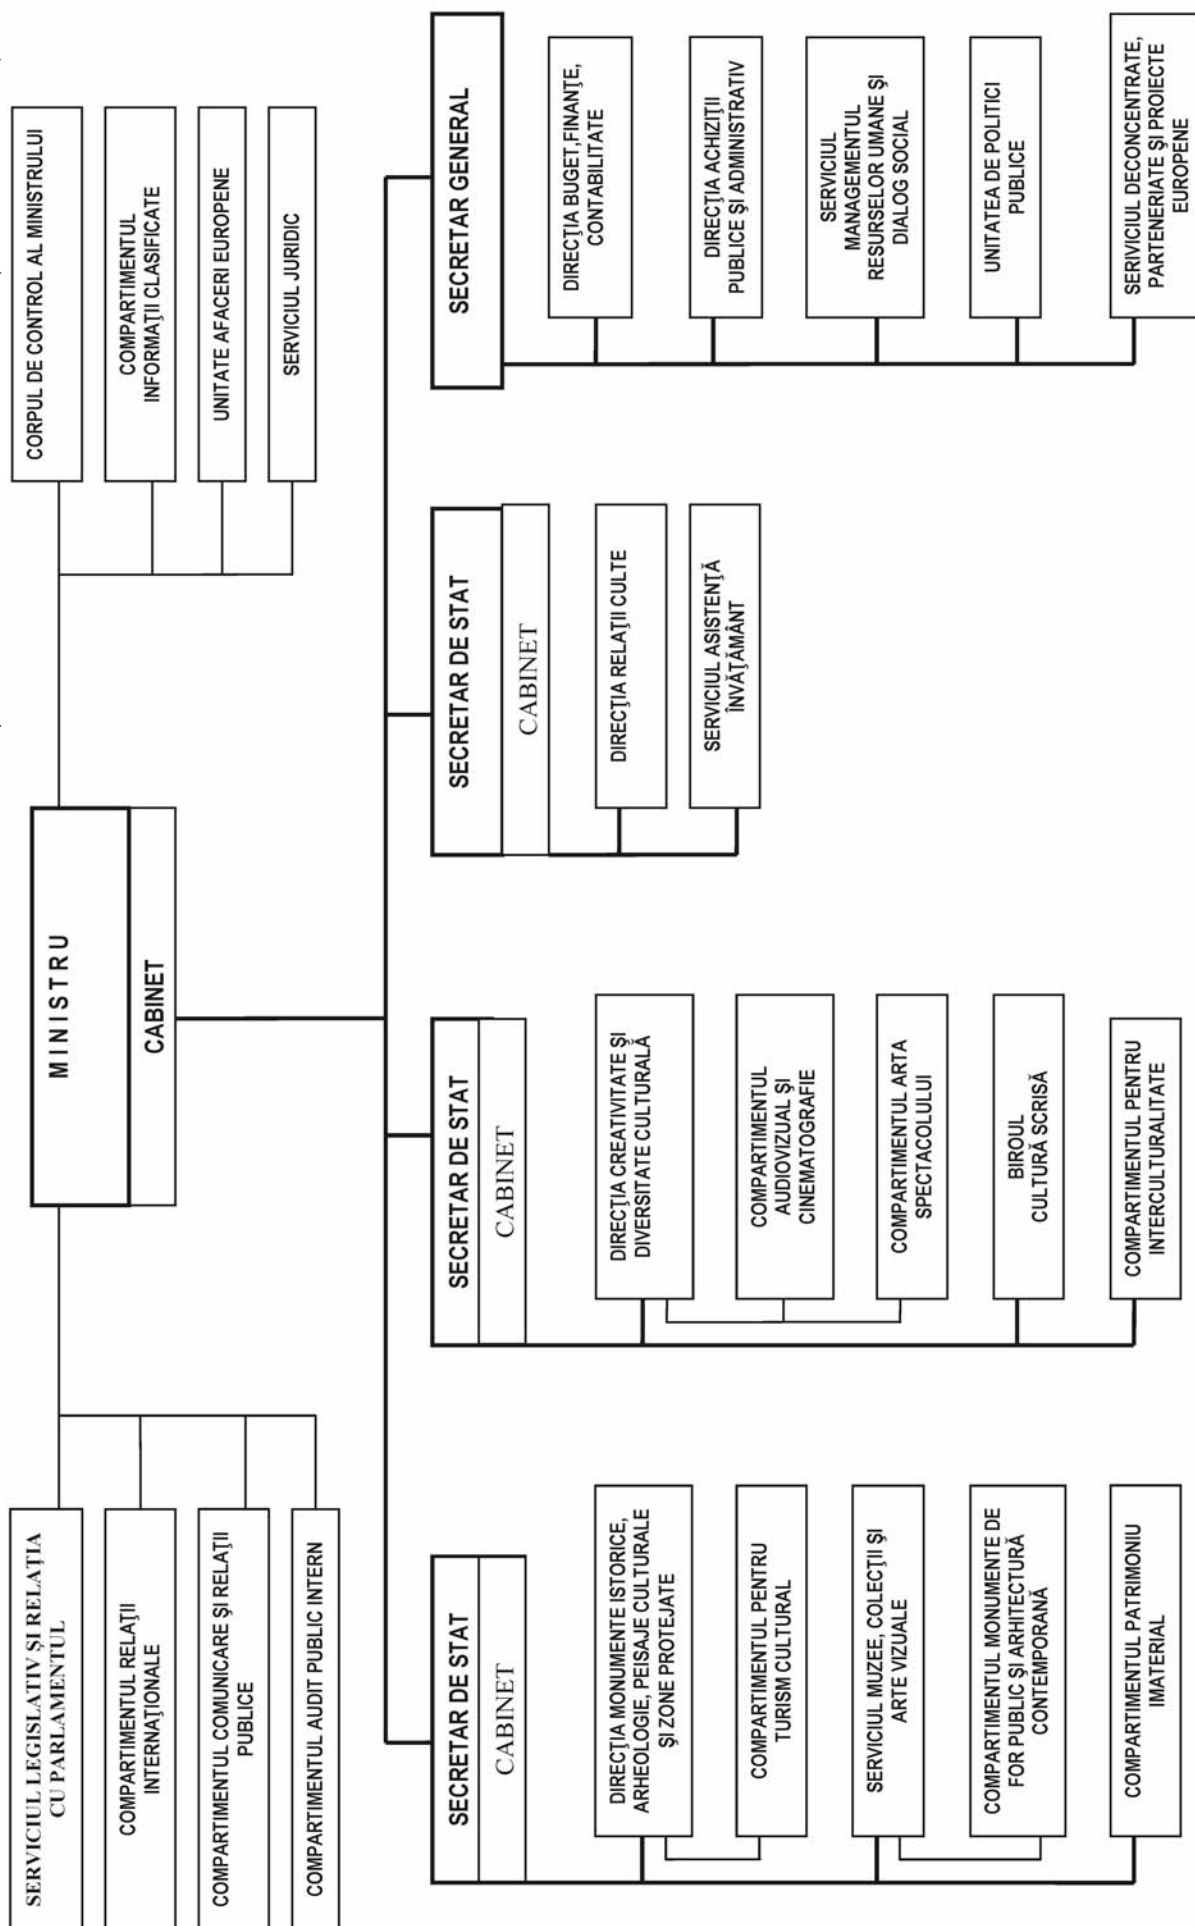 MINISTRU
CABINET
SERVICIUL LEGISLATIV ŞI RELAŢIA
CU PARLAMENTUL
COMPARTIMENTUL RELAŢII
INTERNAŢIONALE
COMPARTIMENTUL COMUNICARE ŞI RELAŢII
PUBLICE
COMPARTIMENTUL AUDIT PUBLIC INTERN
CORPUL DE CONTROL AL MINISTRULUI
COMPARTIMENTUL
INFORMAŢII CLASIFICATE
UNITATE AFACERI EUROPENE
SERVICIUL JURIDIC
SECRETAR DE STAT
CABINET
DIRECŢIA MONUMENTE ISTORICE,
ARHEOLOGIE, PEISAJE CULTURALE
ŞI ZONE PROTEJATE
COMPARTIMENTUL PENTRU
TURISM CULTURAL
SERVICIUL MUZEE, COLECŢII ŞI
ARTE VIZUALE
COMPARTIMENTUL MONUMENTE DE
FOR PUBLIC ŞI ARHITECTURĂ
CONTEMPORANĂ
COMPARTIMENTUL PATRIMONIU
IMATERIAL
SECRETAR DE STAT
CABINET
DIRECŢIA CREATIVITATE ŞI
DIVERSITATE CULTURALĂ
COMPARTIMENTUL
AUDIOVIZUAL ŞI
CINEMATOGRAFIE
COMPARTIMENTUL ARTA
SPECTACOLULUI
BIROUL
CULTURĂ SCRISĂ
COMPARTIMENTUL PENTRU
INTERCULTURALITATE
SECRETAR DE STAT
CABINET
DIRECŢIA RELAŢII CULTE
SERVICIUL ASISTENŢĂ
ÎNVĂŢĂMÂNT
SECRETAR GENERAL
DIRECŢIA BUGET,FINANŢE,
CONTABILITATE
DIRECŢIA ACHIZIŢII
PUBLICE ŞI ADMINISTRATIV
SERVICIUL
MANAGEMENTUL
RESURSELOR UMANE ŞI
DIALOG SOCIAL
UNITATEA DE POLITICI
PUBLICE
SERIVICIUL DECONCENTRATE,
PARTENERIATE ŞI PROIECTE
EUROPENE